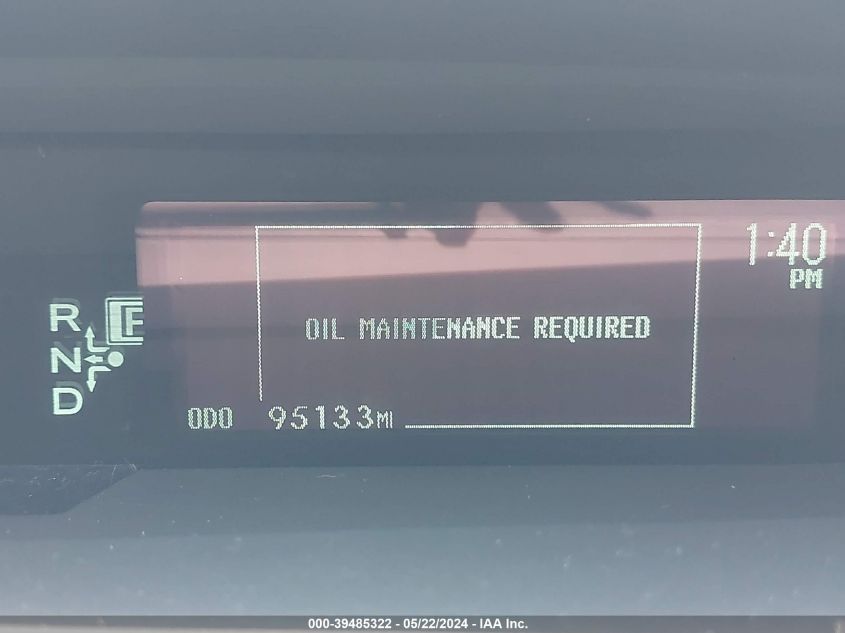 1:40
PM
R
N
D
OIL MAINTENANCE REQUIRED
ODO 95133MI
000-39485322 - 05/22/2024 - IAA Inc.